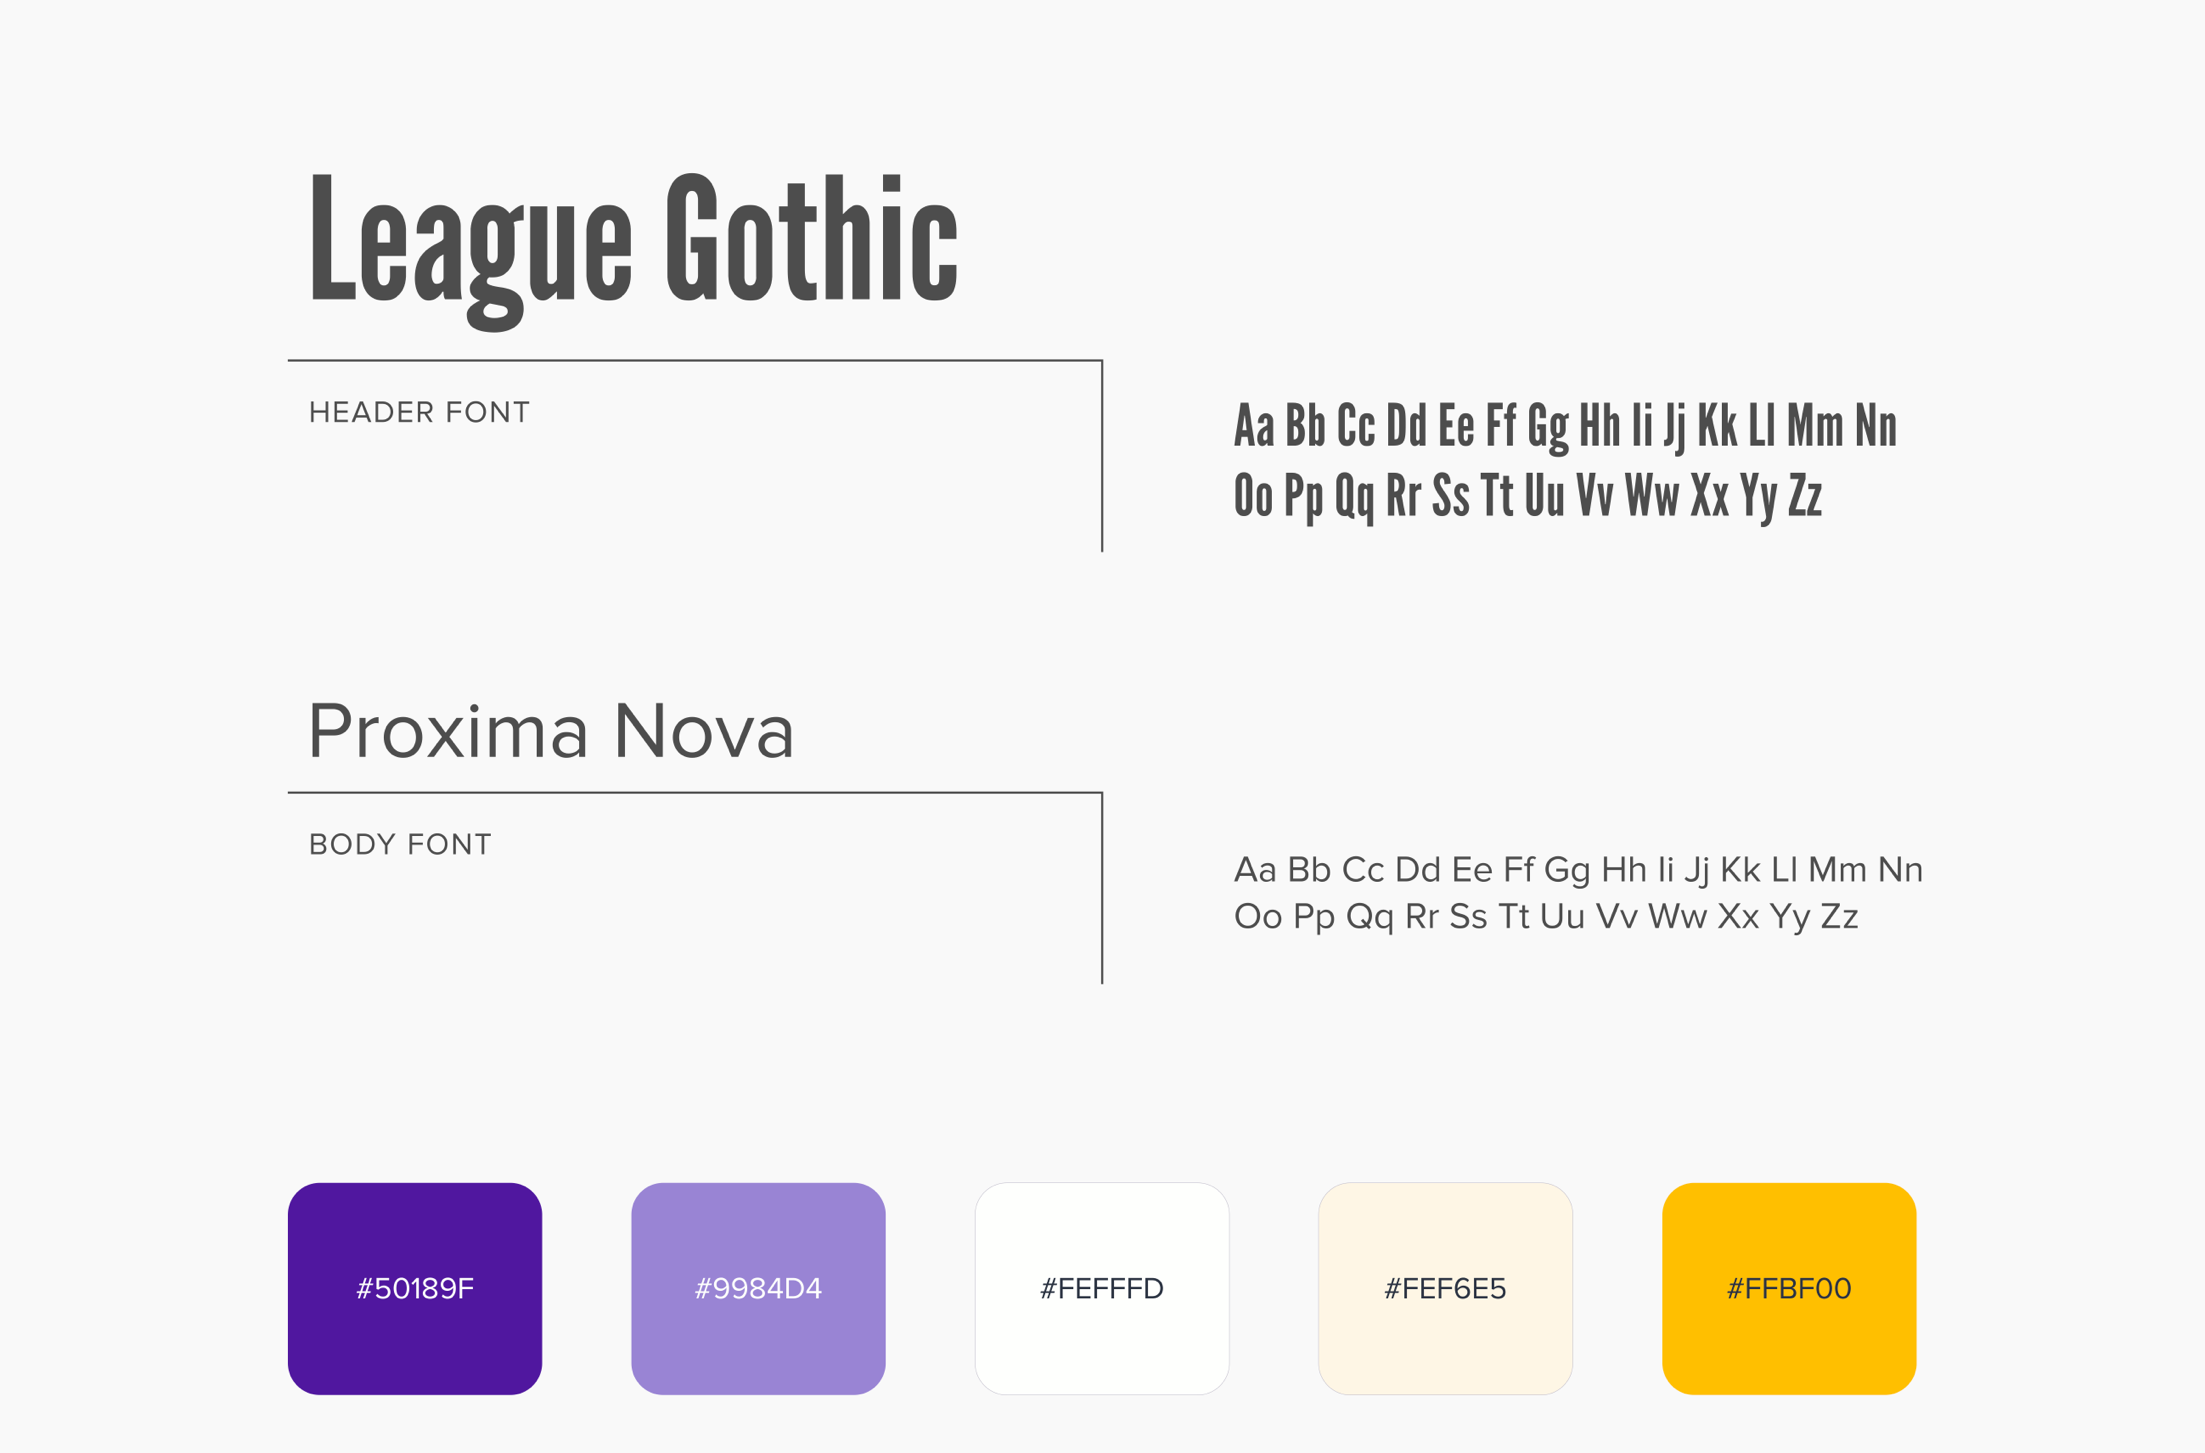 League Gothic
HEADER FONT
Aa Bb Cc Dd Ee Ff Gg Hh Ii Jj Kk Ll Mm Nn
Oo Pp Qq Rr Ss Tt Uu Vv Ww Xx Yy Zz
Proxima Nova
BODY FONT
Aa Bb Cc Dd Ee Ff Gg Hh Ii Jj Kk Ll Mm Nn
Oo Pp Qq Rr Ss Tt Uu Vv Ww Xx Yy Zz
#50189F
#9984D4
#FEFFFD
#FEF6E5
#FFBF00